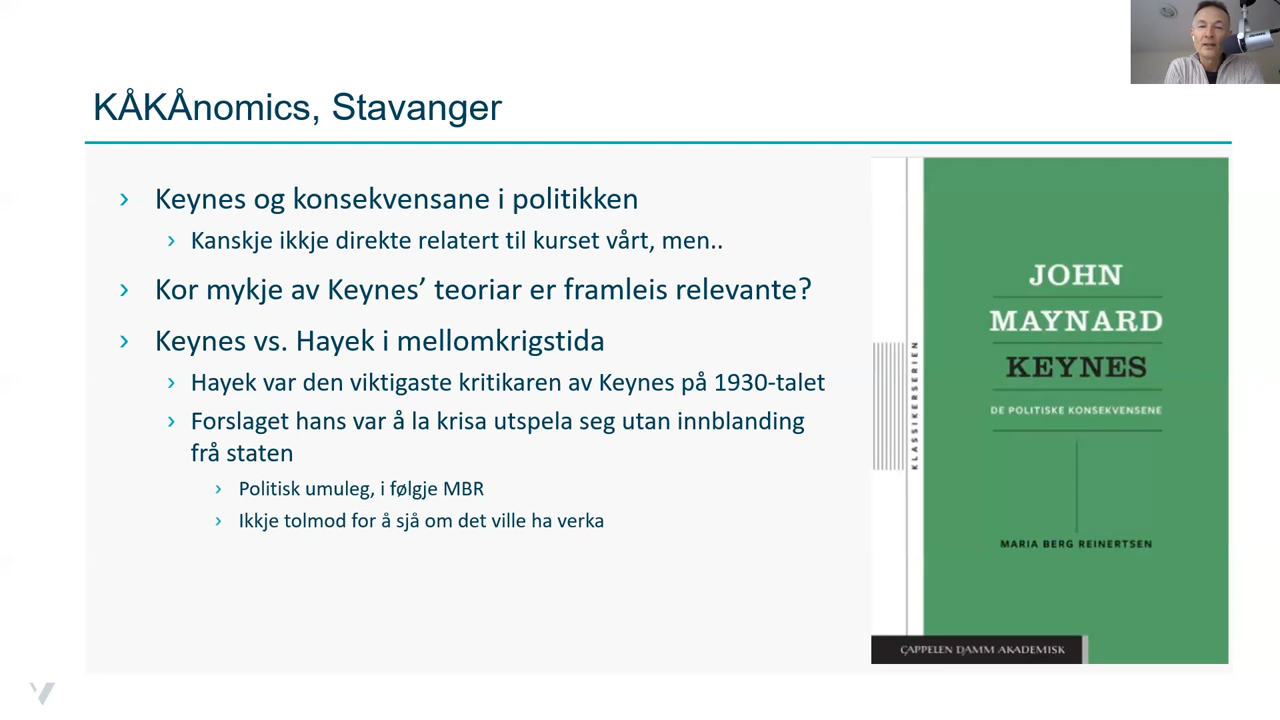 KÅKÅnomics, Stavanger
Keynes og konsekvensane i politikken
Kanskje ikkje direkte relatert til kurset vårt, men..
Kor mykje av Keynes’ teoriar er framleis relevante?
Keynes vs. Hayek i mellomkrigstida
Hayek var den viktigaste kritikaren av Keynes på 1930-talet
Forslaget hans var å la krisa utspela seg utan innblanding
frå staten
Politisk umuleg, i følgje MBR
Ikkje tolmod for å sjå om det ville ha verka
KLASSIKERSERIEN
JOHN
MAYNARD
KEYNES
DE POLITISKE KONSEKVENSENE
MARIA BERG REINERTSEN
CAPPELEN DAMM AKADEMISK